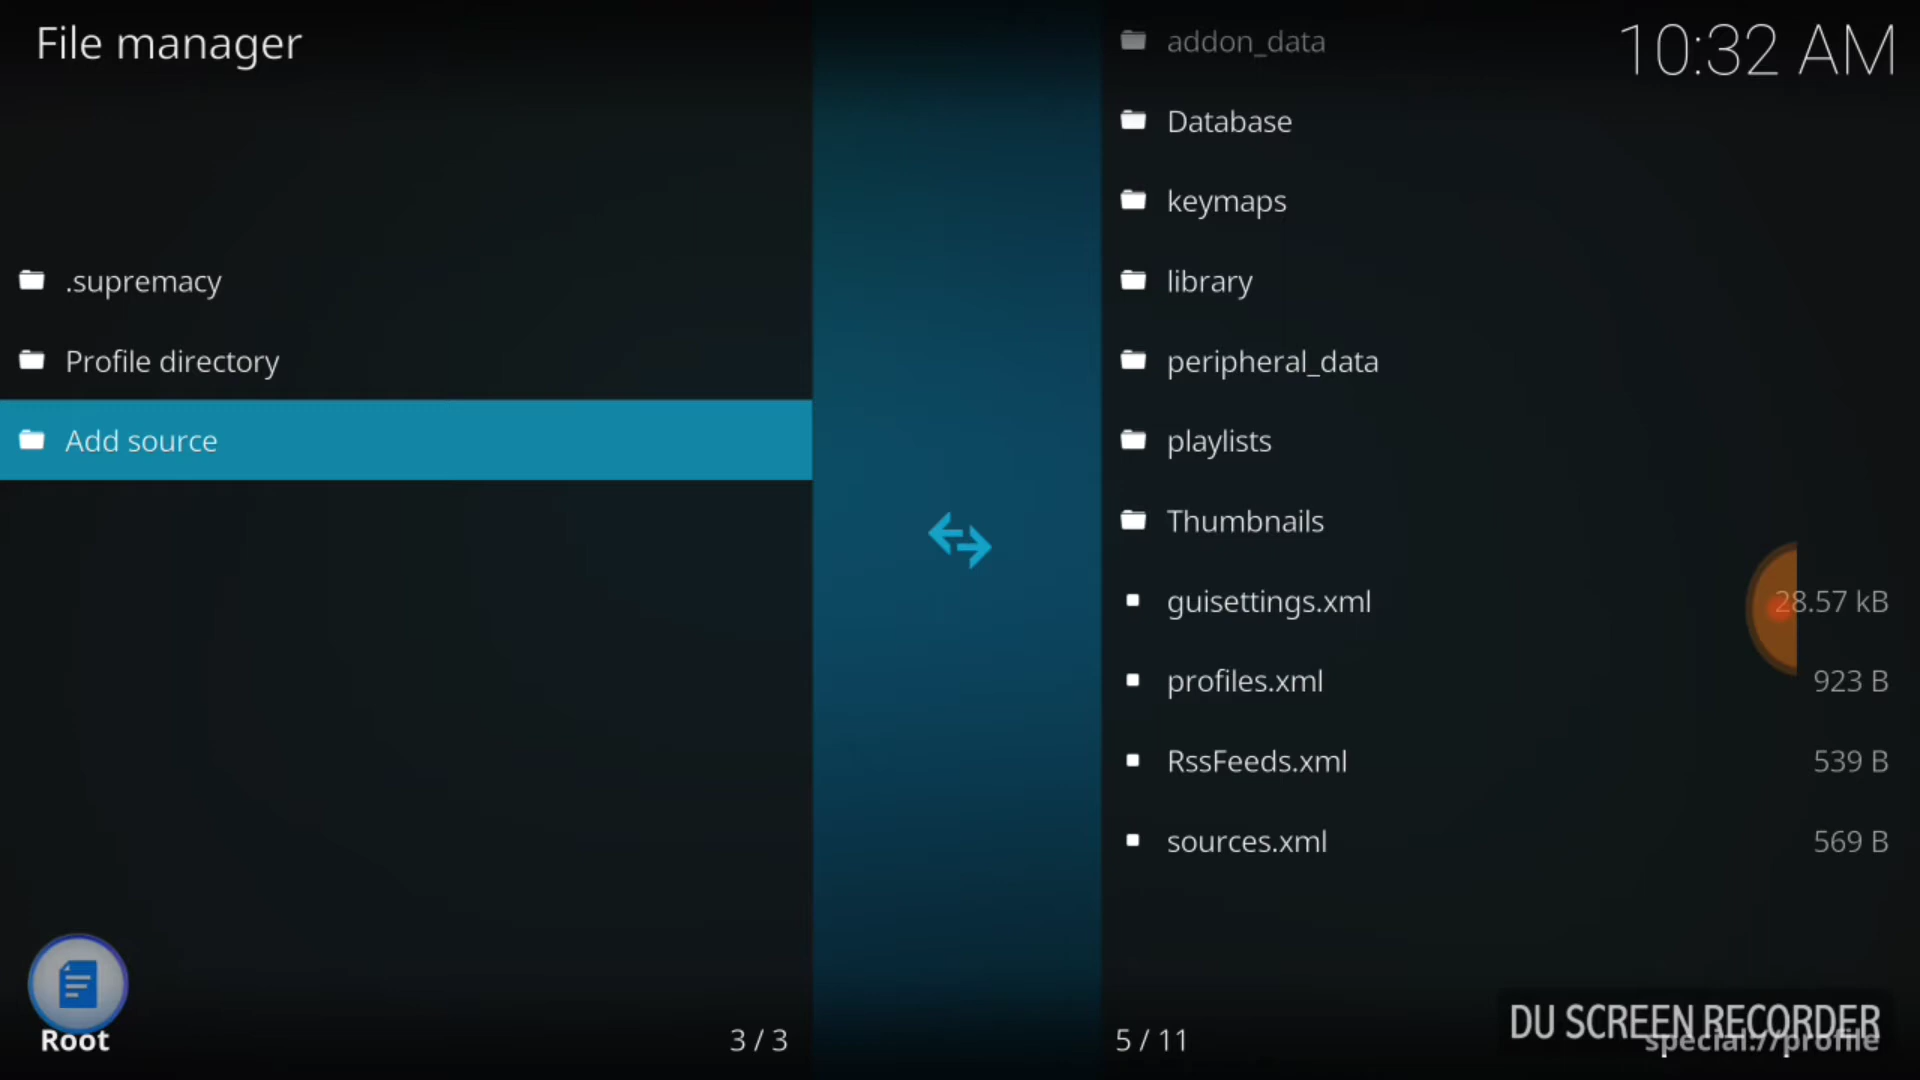 File manager
10:32 AM
.supremacy
Profile directory
Add source
Root
3 / 3
addon_data
Database
keymaps
library
peripheral_data
playlists
Thumbnails
guisettings.xml 28.57 kB
profiles.xml 923 B
RssFeeds.xml 539 B
sources.xml 569 B
5 / 11
DU SCREEN RECORDER
special://profile